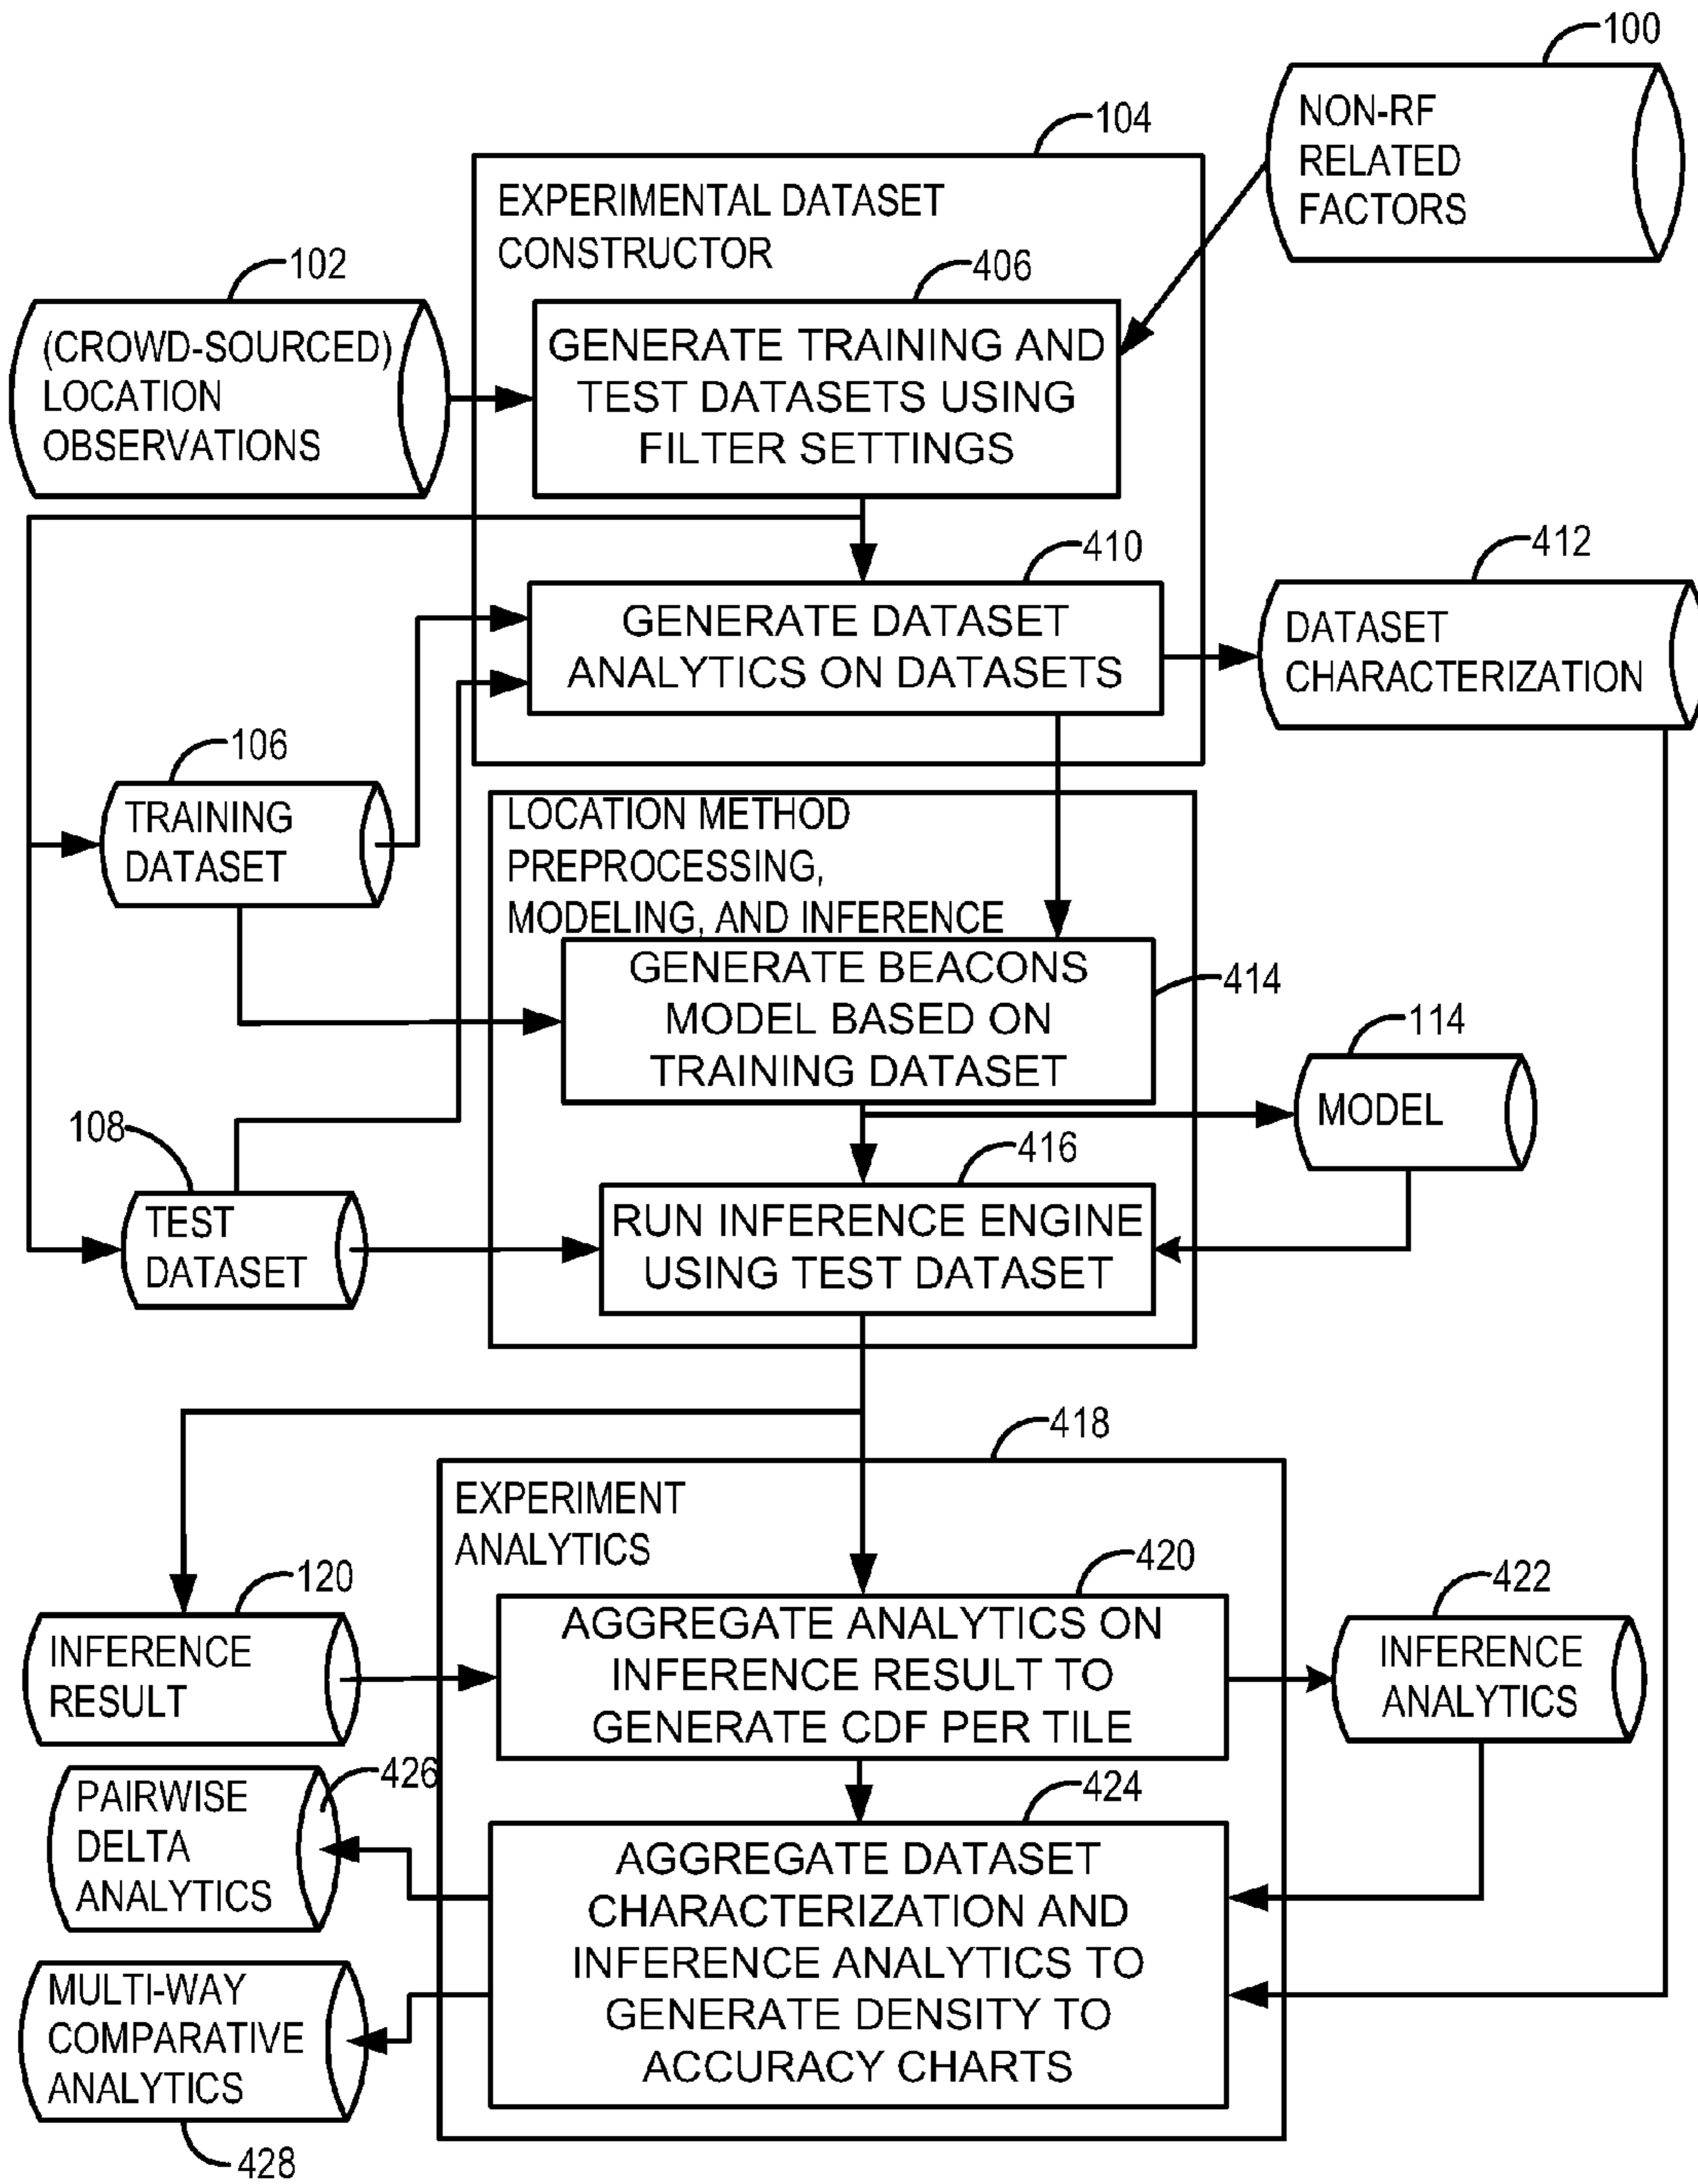 100
NON-RF
RELATED
FACTORS
104
EXPERIMENTAL DATASET
CONSTRUCTOR
102
(CROWD-SOURCED)
LOCATION
OBSERVATIONS
406
GENERATE TRAINING AND
TEST DATASETS USING
FILTER SETTINGS
410
GENERATE DATASET
ANALYTICS ON DATASETS
412
DATASET
CHARACTERIZATION
106
TRAINING
DATASET
LOCATION METHOD
PREPROCESSING,
MODELING, AND INFERENCE
GENERATE BEACONS
MODEL BASED ON
TRAINING DATASET
414
114
MODEL
108
TEST
DATASET
416
RUN INFERENCE ENGINE
USING TEST DATASET
418
EXPERIMENT
ANALYTICS
120
INFERENCE
RESULT
420
AGGREGATE ANALYTICS ON
INFERENCE RESULT TO
GENERATE CDF PER TILE
422
INFERENCE
ANALYTICS
426
PAIRWISE
DELTA
ANALYTICS
424
AGGREGATE DATASET
CHARACTERIZATION AND
INFERENCE ANALYTICS TO
GENERATE DENSITY TO
ACCURACY CHARTS
MULTI-WAY
COMPARATIVE
ANALYTICS
428